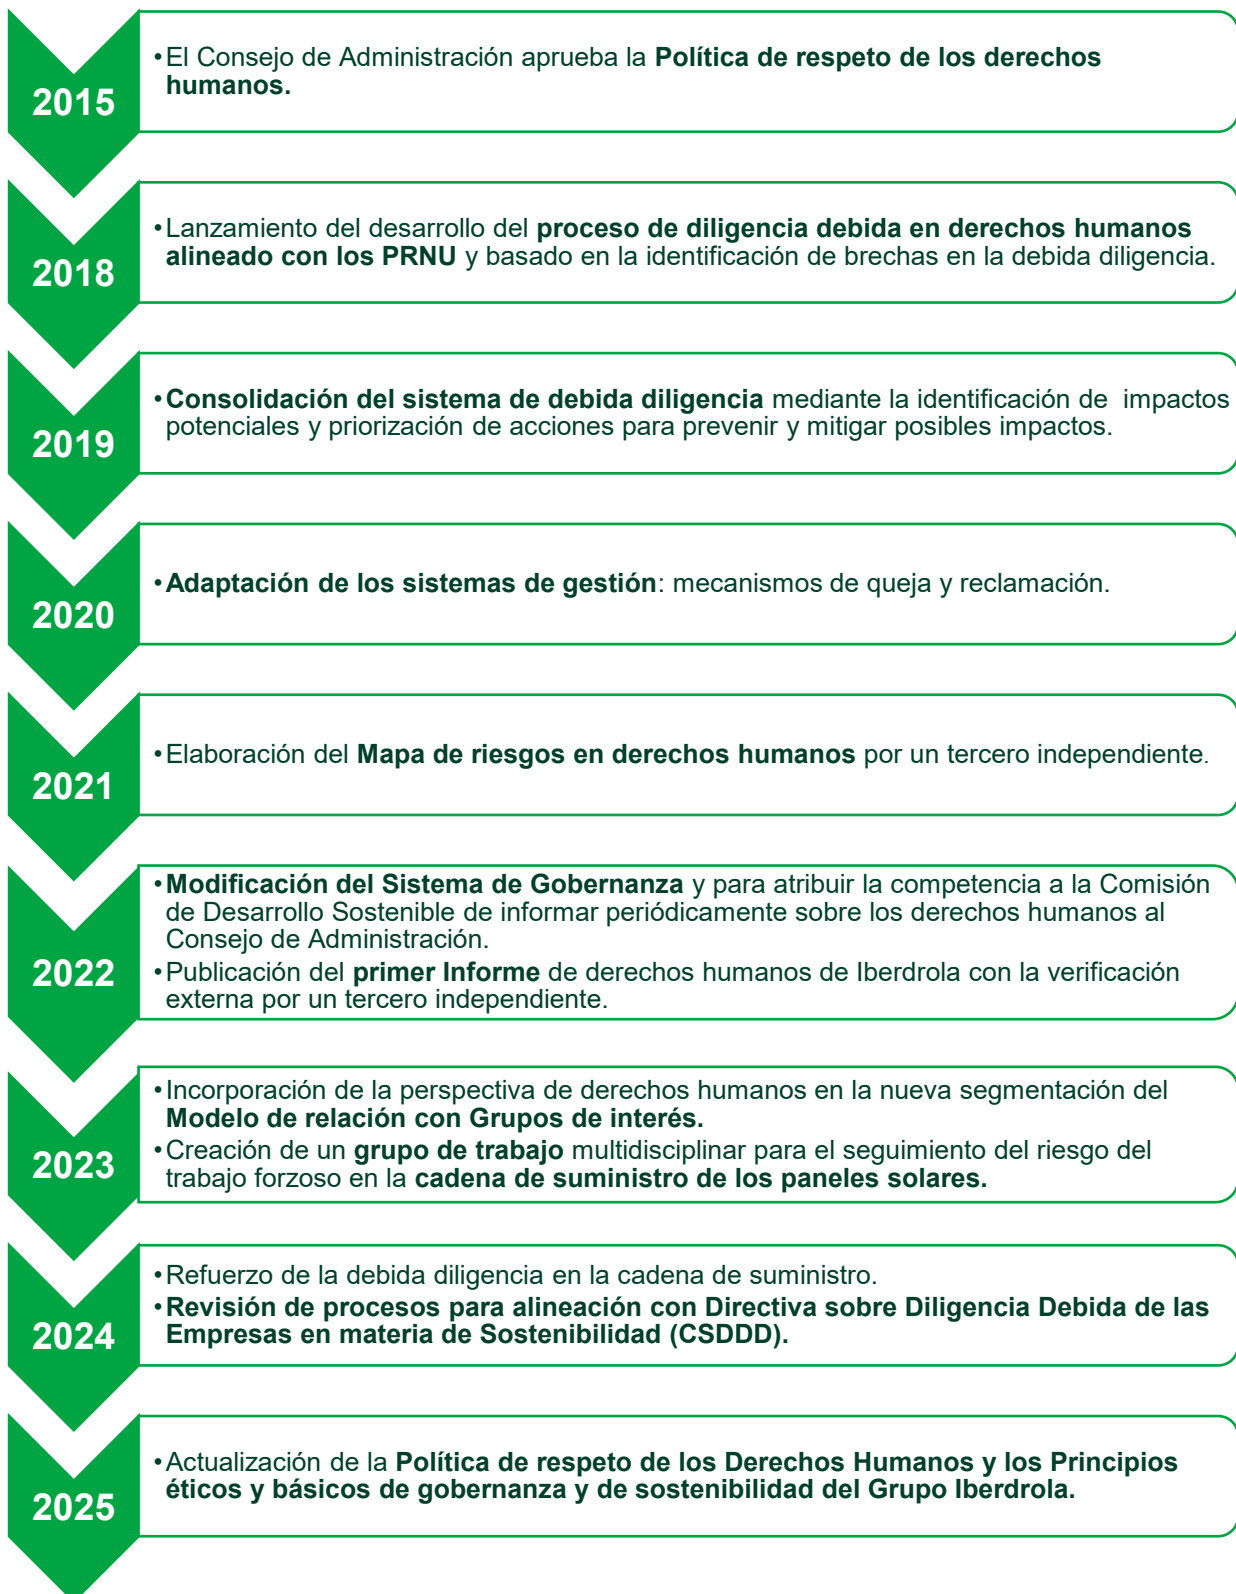 2015
•El Consejo de Administración aprueba la Política de respeto de los derechos
humanos.
2018
•Lanzamiento del desarrollo del proceso de diligencia debida en derechos humanos
alineado con los PRNU y basado en la identificación de brechas en la debida diligencia.
2019
•Consolidación del sistema de debida diligencia mediante la identificación de impactos
potenciales y priorización de acciones para prevenir y mitigar posibles impactos.
2020
•Adaptación de los sistemas de gestión: mecanismos de queja y reclamación.
2021
•Elaboración del Mapa de riesgos en derechos humanos por un tercero independiente.
2022
•Modificación del Sistema de Gobernanza y para atribuir la competencia a la Comisión
de Desarrollo Sostenible de informar periódicamente sobre los derechos humanos al
Consejo de Administración.
•Publicación del primer Informe de derechos humanos de Iberdrola con la verificación
externa por un tercero independiente.
2023
•Incorporación de la perspectiva de derechos humanos en la nueva segmentación del
Modelo de relación con Grupos de interés.
•Creación de un grupo de trabajo multidisciplinar para el seguimiento del riesgo del
trabajo forzoso en la cadena de suministro de los paneles solares.
2024
•Refuerzo de la debida diligencia en la cadena de suministro.
•Revisión de procesos para alineación con Directiva sobre Diligencia Debida de las
Empresas en materia de Sostenibilidad (CSDDD).
2025
•Actualización de la Política de respeto de los Derechos Humanos y los Principios
éticos y básicos de gobernanza y de sostenibilidad del Grupo Iberdrola.